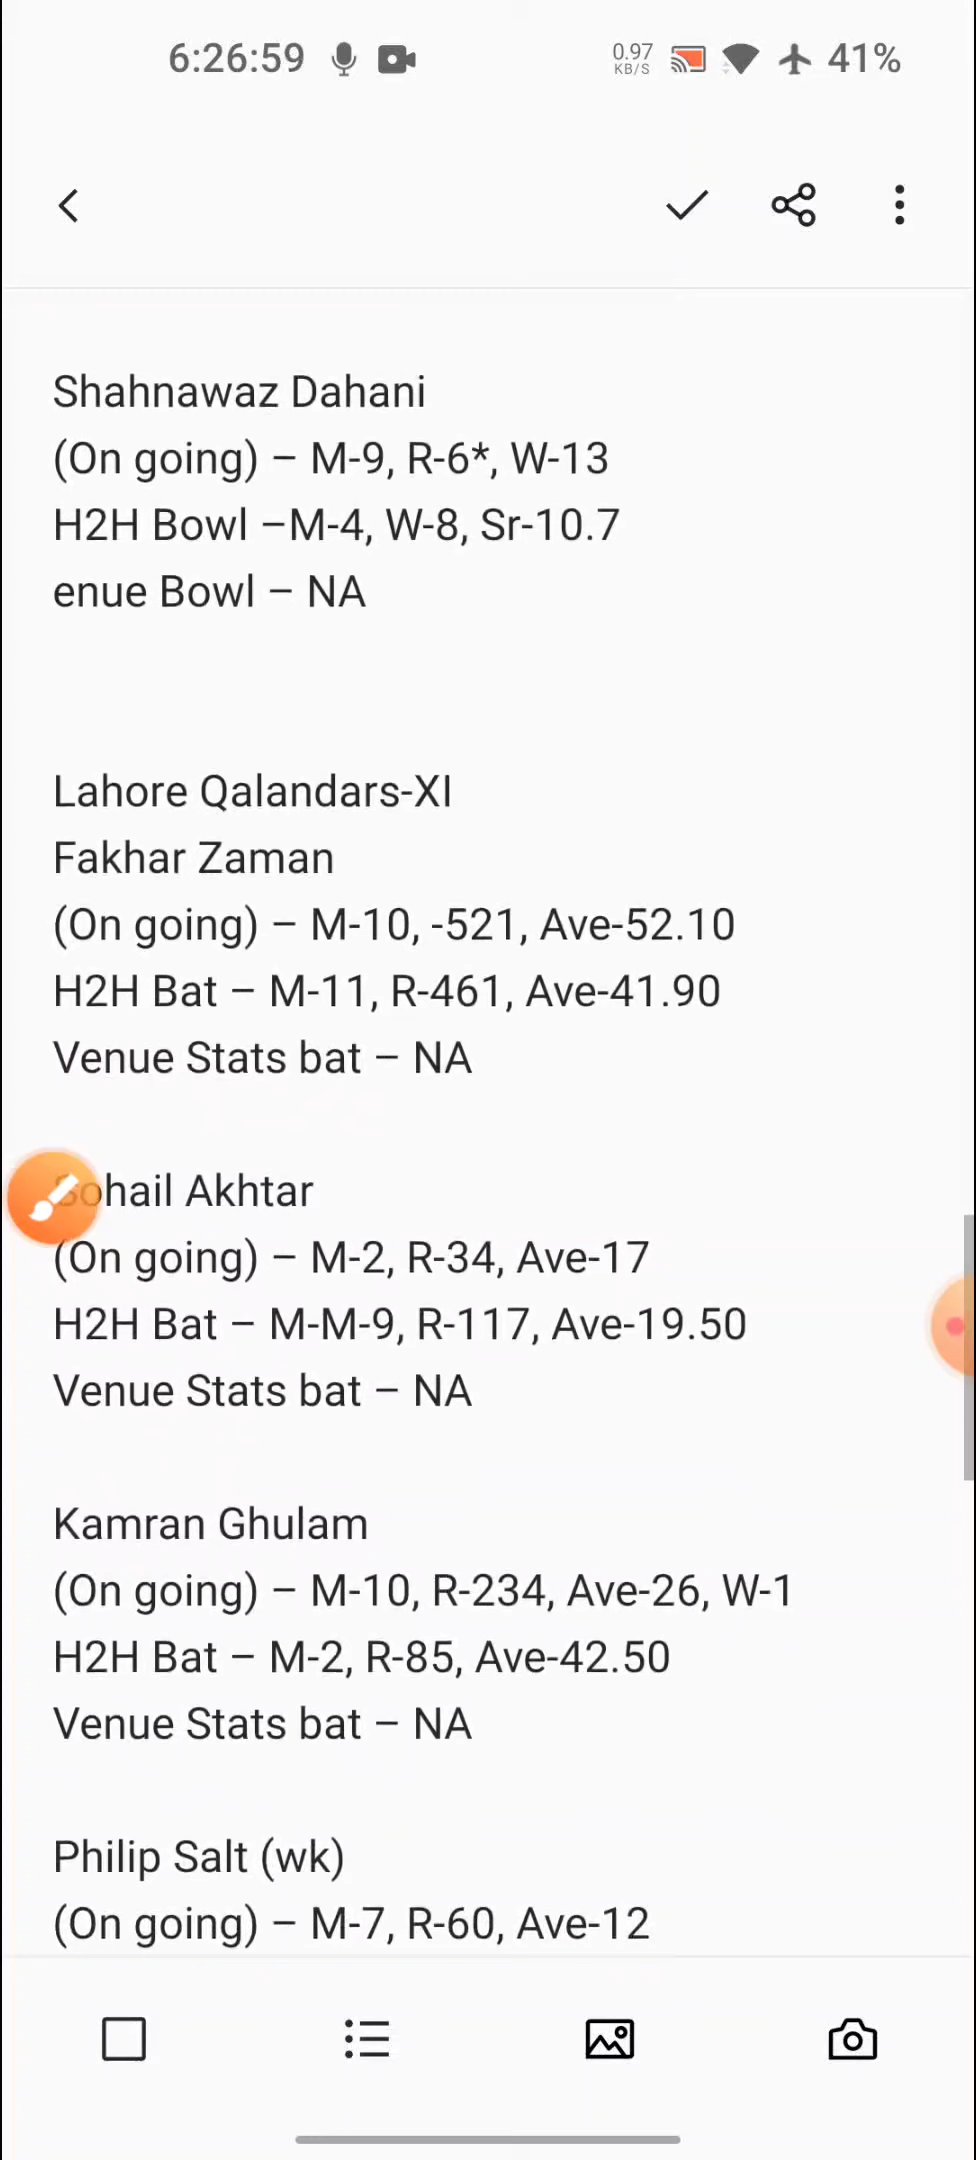 6:26:59
0.97
KB/S
41%
Shahnawaz Dahani
(On going) – M-9, R-6*, W-13
H2H Bowl –M-4, W-8, Sr-10.7
enue Bowl – NA
Lahore Qalandars-XI
Fakhar Zaman
(On going) – M-10, -521, Ave-52.10
H2H Bat – M-11, R-461, Ave-41.90
Venue Stats bat – NA
Sohail Akhtar
(On going) – M-2, R-34, Ave-17
H2H Bat – M-M-9, R-117, Ave-19.50
Venue Stats bat – NA
Kamran Ghulam
(On going) – M-10, R-234, Ave-26, W-1
H2H Bat – M-2, R-85, Ave-42.50
Venue Stats bat – NA
Philip Salt (wk)
(On going) – M-7, R-60, Ave-12